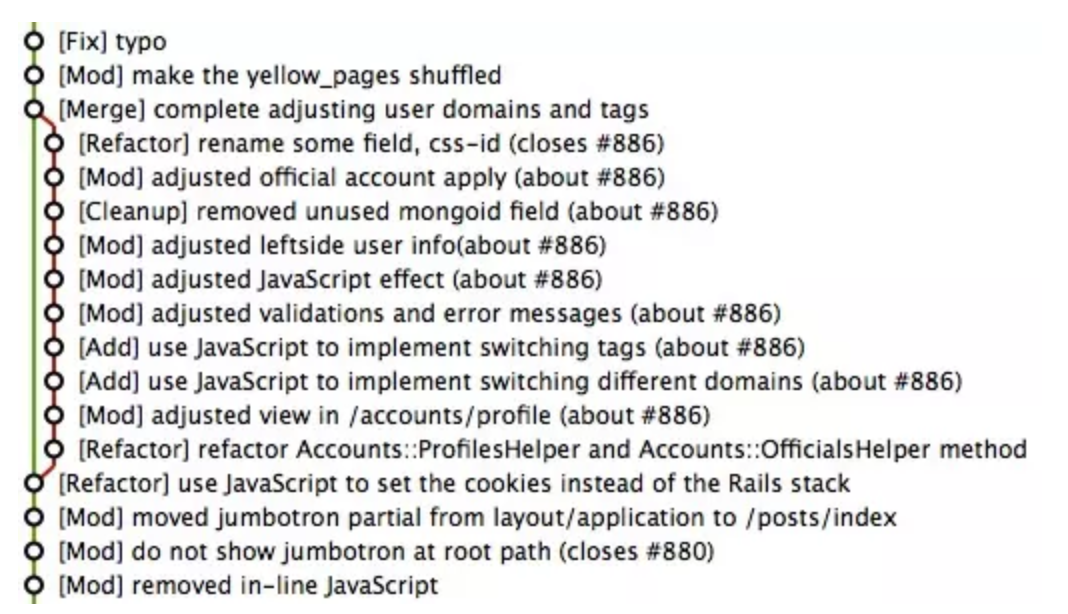 [Fix] typo
[Mod] make the yellow_pages shuffled
[Merge] complete adjusting user domains and tags
[Refactor] rename some field, css-id (closes #886)
[Mod] adjusted official account apply (about #886)
[Cleanup] removed unused mongoid field (about #886)
[Mod] adjusted leftside user info(about #886)
[Mod] adjusted JavaScript effect (about #886)
[Mod] adjusted validations and error messages (about #886)
[Add] use JavaScript to implement switching tags (about #886)
[Add] use JavaScript to implement switching different domains (about #886)
[Mod] adjusted view in /accounts/profile (about #886)
[Refactor] refactor Accounts::ProfilesHelper and Accounts::OfficialsHelper method
[Refactor] use JavaScript to set the cookies instead of the Rails stack
[Mod] moved jumbotron partial from layout/application to /posts/index
[Mod] do not show jumbotron at root path (closes #880)
[Mod] removed in-line JavaScript